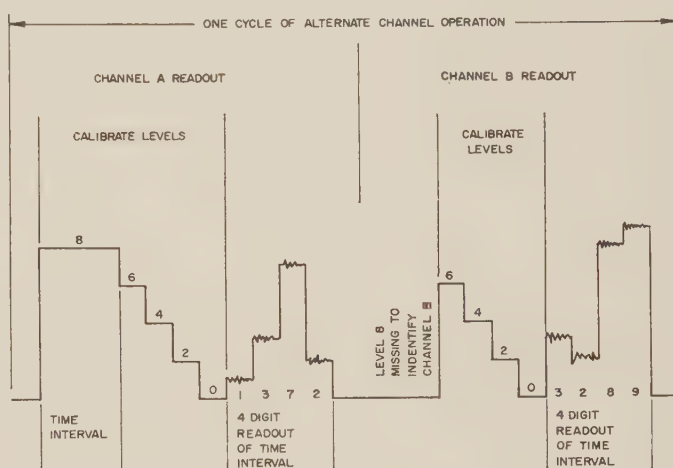 ONE CYCLE OF ALTERNATE CHANNEL OPERATION
CHANNEL A READOUT
CHANNEL B READOUT
CALIBRATE LEVELS
CALIBRATE
LEVELS
8
6
4
2
0
1 3 7 2
LEVEL 8
MISSING TO
INDENTIFY
CHANNEL
6
4
2
0
3 2 8 9
TIME
INTERVAL
4 DIGIT
READOUT
OF TIME
INTERVAL
4 DIGIT
READOUT
OF TIME
INTERVAL